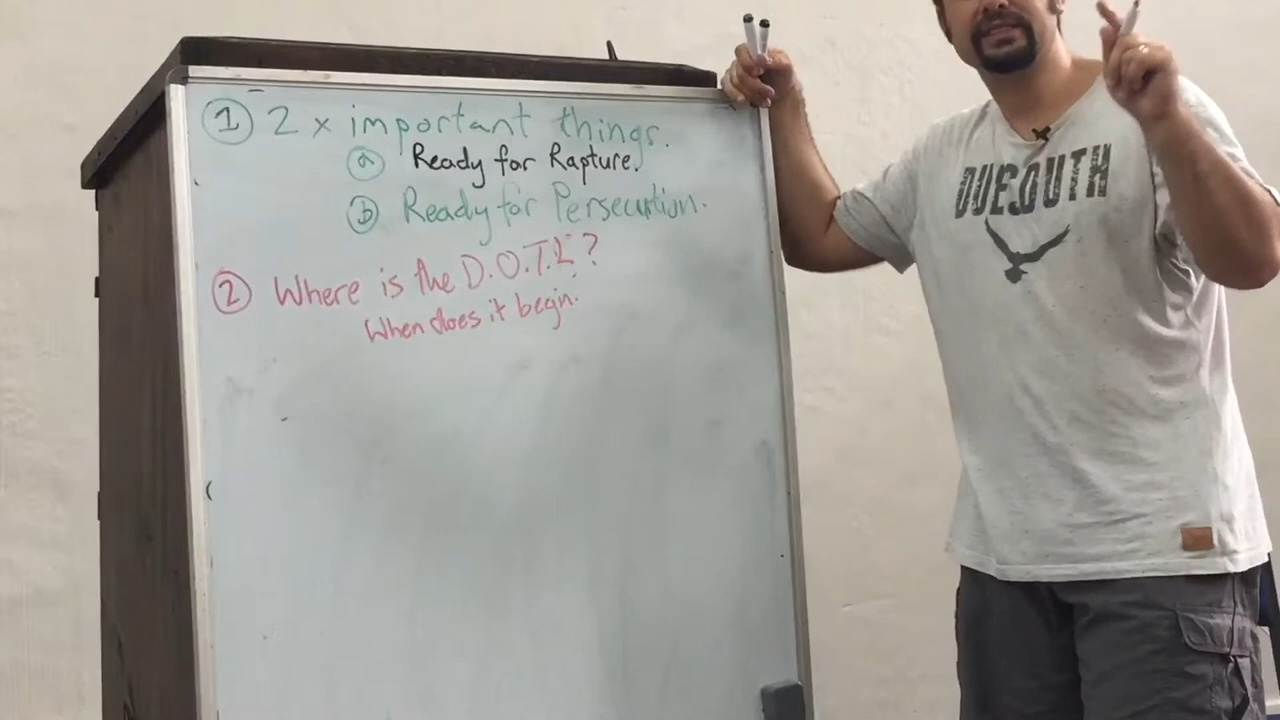 ① 2 x important things.
ⓐ Ready for Rapture.
ⓑ Ready for Persecution.
② Where is the D.O.T.L?
When does it begin.
DUESOUTH